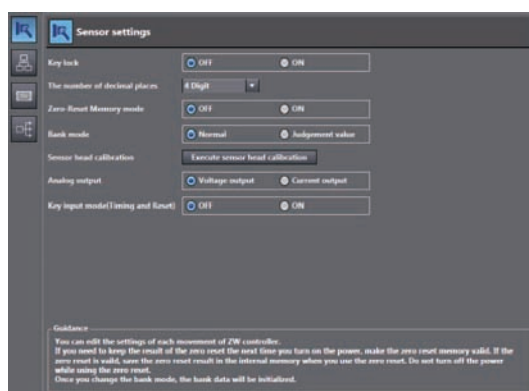 Sensor settings
Key lock OFF ON
The number of decimal places 4 Digit
Zero-Reset Memory mode OFF ON
Bank mode Normal Judgement value
Sensor head calibration Execute sensor head calibration
Analog output Voltage output Current output
Key input mode(Timing and Reset) OFF ON
Guidance
You can edit the settings of each movement of ZW controller.
If you need to keep the result of the zero reset the next time you turn on the power, make the zero reset memory valid. If the
zero reset is vaild, save the zero reset result in the internal memory when you use the zero reset. Do not turn off the power
while using the zero reset.
Once you change the bank mode, the bank data will be initialized.